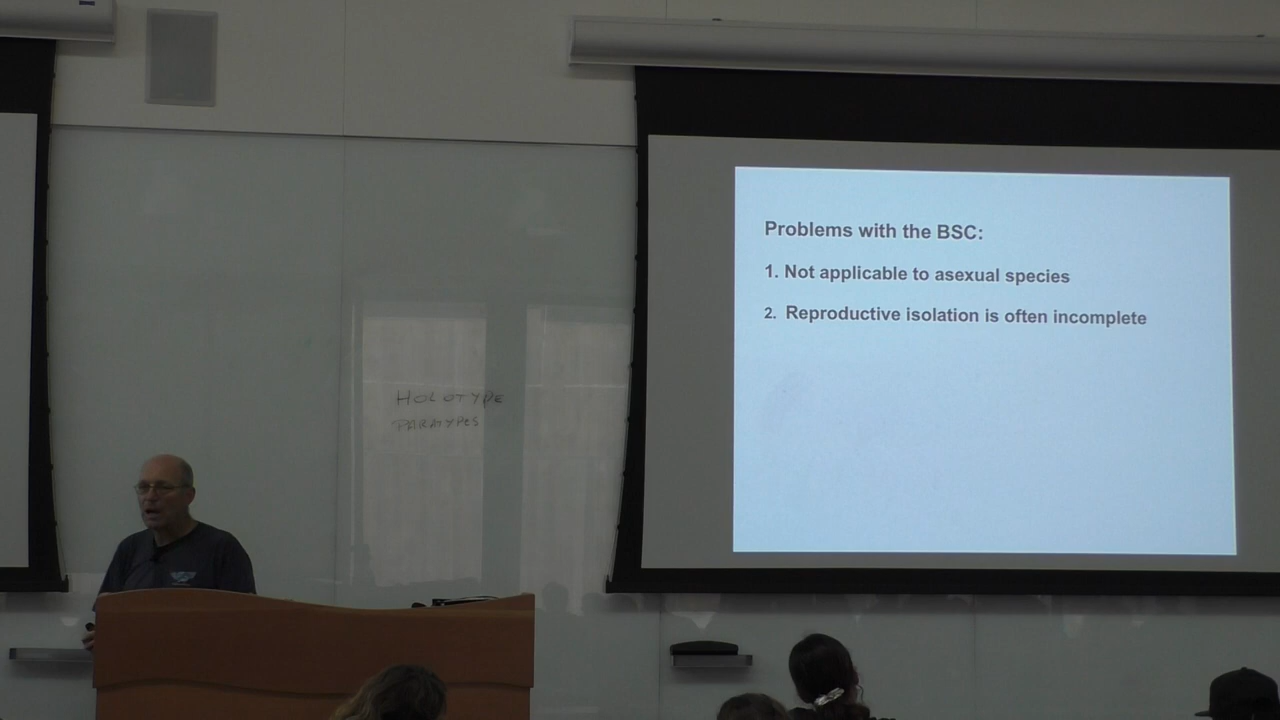 HOLOTYPE
PARATYPES
Problems with the BSC:
1. Not applicable to asexual species
2. Reproductive isolation is often incomplete